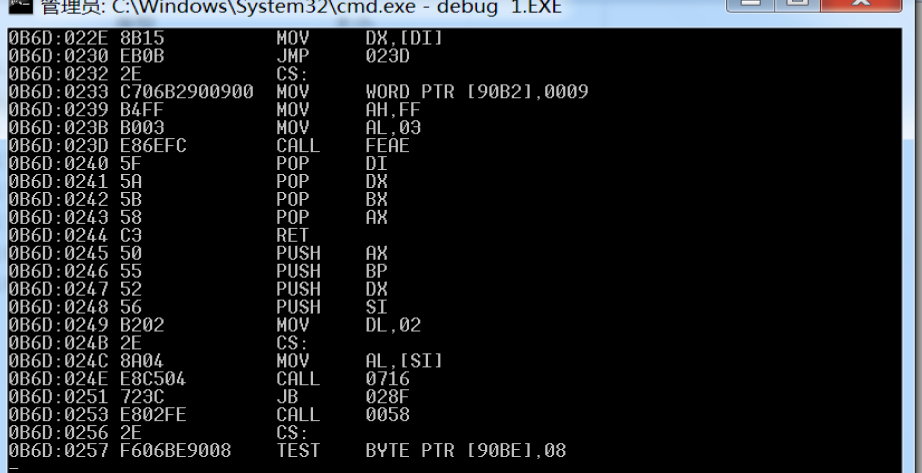 管理员: C:\Windows\System32\cmd.exe - debug  1.EXE
0B6D:022E 8B15          MOV     DX,[DI]
0B6D:0230 EB0B          JMP     023D
0B6D:0232 2E            CS:
0B6D:0233 C706B2900900  MOV     WORD PTR [90B2],0009
0B6D:0239 B4FF          MOV     AH,FF
0B6D:023B B003          MOV     AL,03
0B6D:023D E86EFC        CALL    FEAE
0B6D:0240 5F            POP     DI
0B6D:0241 5A            POP     DX
0B6D:0242 5B            POP     BX
0B6D:0243 58            POP     AX
0B6D:0244 C3            RET
0B6D:0245 50            PUSH    AX
0B6D:0246 55            PUSH    BP
0B6D:0247 52            PUSH    DX
0B6D:0248 56            PUSH    SI
0B6D:0249 B202          MOV     DL,02
0B6D:024B 2E            CS:
0B6D:024C 8A04          MOV     AL,[SI]
0B6D:024E E8C504        CALL    0716
0B6D:0251 723C          JB      028F
0B6D:0253 E802FE        CALL    0058
0B6D:0256 2E            CS:
0B6D:0257 F606BE9008    TEST    BYTE PTR [90BE],08